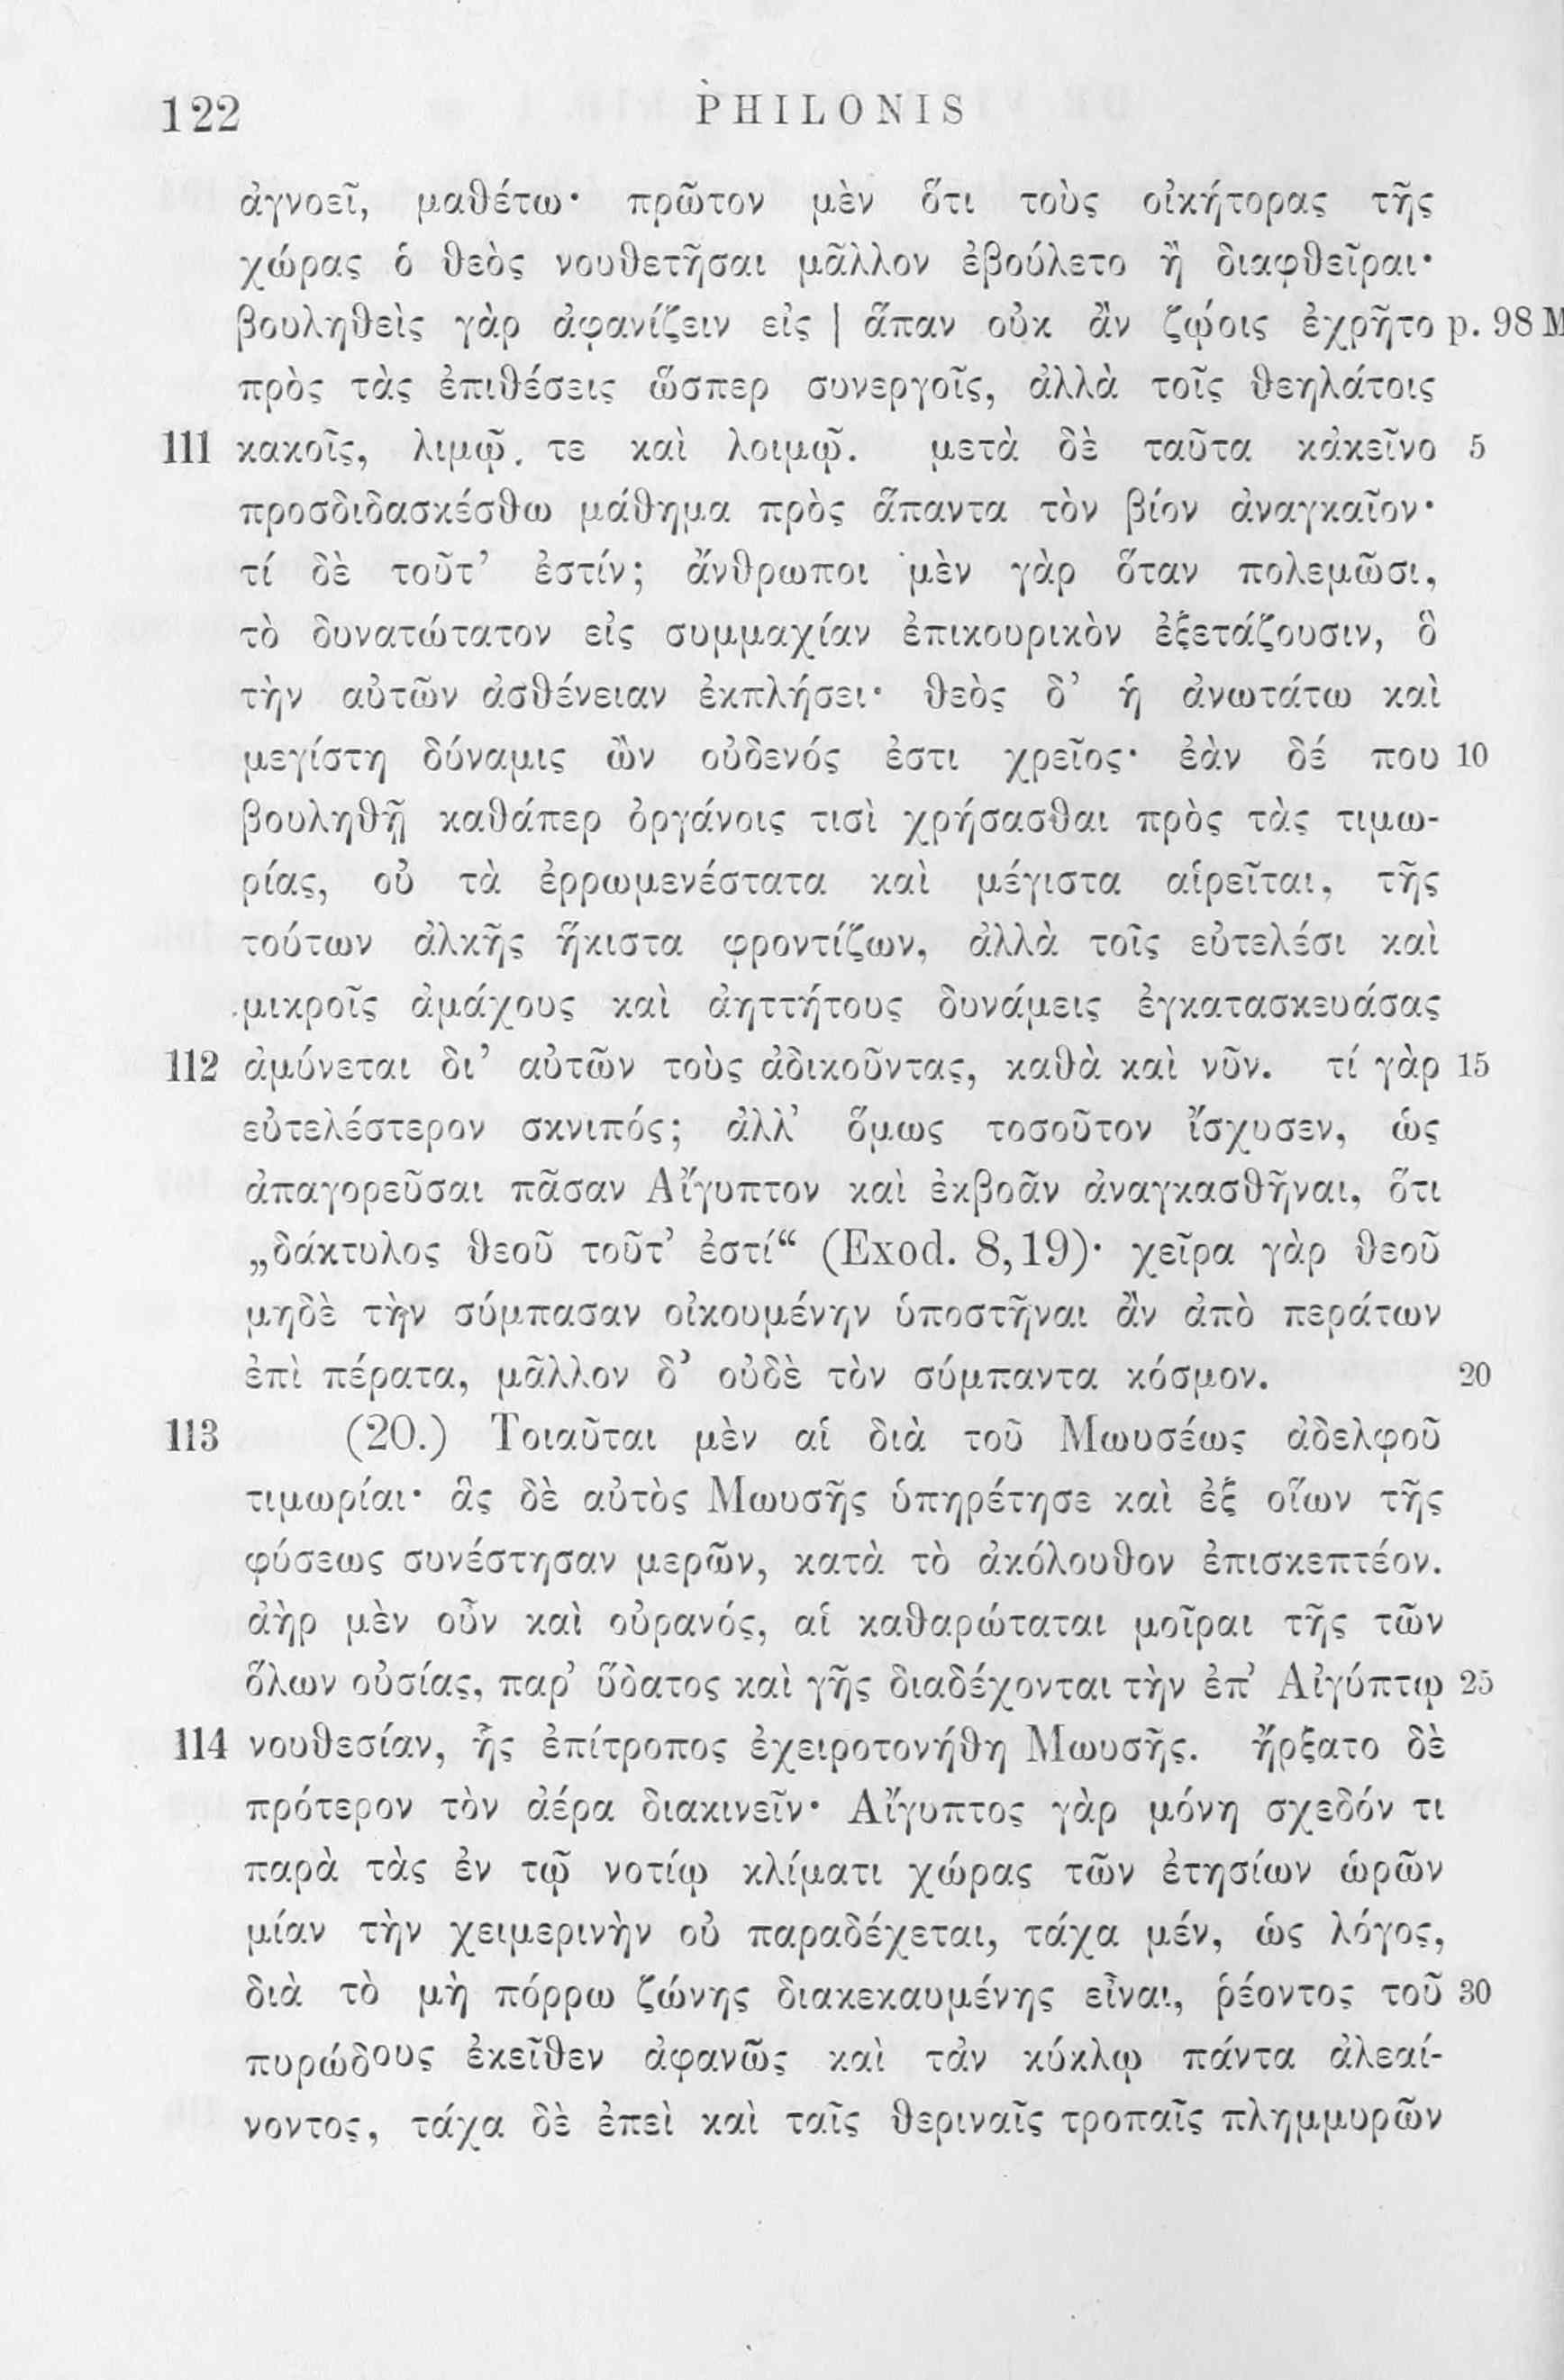 122 PHILONIS
ἀγνοεῖ, μαθέτω· πρῶτον μὲν ὅτι τοὺς οἰκήτορας τῆς
χώρας ὁ θεὸς νουθετῆσαι μᾶλλον ἐβούλετο ἢ διαφθεῖραι·
βουληθεὶς γὰρ ἀφανίζειν εἰς | ἅπαν οὐκ ἂν ζῴοις ἐχρῆτο p. 98 M
πρὸς τὰς ἐπιθέσεις ὥσπερ συνεργοῖς, ἀλλὰ τοῖς θεηλάτοις
111 κακοῖς, λιμῷ. τε καὶ λοιμῷ. μετὰ δὲ ταῦτα κἀκεῖνο 5
προσδιδασκέσθω μάθημα πρὸς ἅπαντα τὸν βίον ἀναγκαῖον·
τί δὲ τοῦτ’ ἐστίν; ἄνθρωποι μὲν γὰρ ὅταν πολεμῶσι,
τὸ δυνατώτατον εἰς συμμαχίαν ἐπικουρικὸν ἐξετάζουσιν, ὃ
τὴν αὐτῶν ἀσθένειαν ἐκπλήσει· θεὸς δ’ ἡ ἀνωτάτω καὶ
μεγίστη δύναμις ὢν οὐδενός ἐστι χρεῖος· ἐὰν δέ που 10
βουληθῇ καθάπερ ὀργάνοις τισὶ χρήσασθαι πρὸς τὰς τιμω-
ρίας, οὐ τὰ ἐρρωμενέστατα καὶ μέγιστα αἱρεῖται, τῆς
τούτων ἀλκῆς ἥκιστα φροντίζων, ἀλλὰ τοῖς εὐτελέσι καὶ
μικροῖς ἀμάχους καὶ ἀηττήτους δυνάμεις ἐγκατασκευάσας
112 ἀμύνεται δι’ αὐτῶν τοὺς ἀδικοῦντας, καθὰ καὶ νῦν. τί γὰρ 15
εὐτελέστερον σκνιπός; ἀλλ’ ὅμως τοσοῦτον ἴσχυσεν, ὡς
ἀπαγορεῦσαι πᾶσαν Αἴγυπτον καὶ ἐκβοᾶν ἀναγκασθῆναι, ὅτι
„δάκτυλος θεοῦ τοῦτ’ ἐστί“ (Exod. 8,19)· χεῖρα γὰρ θεοῦ
μηδὲ τὴν σύμπασαν οἰκουμένην ὑποστῆναι ἂν ἀπὸ περάτων
ἐπὶ πέρατα, μᾶλλον δ’ οὐδὲ τὸν σύμπαντα κόσμον. 20
113 (20.) Τοιαῦται μὲν αἱ διὰ τοῦ Μωυσέως ἀδελφοῦ
τιμωρίαι· ἃς δὲ αὐτὸς Μωυσῆς ὑπηρέτησε καὶ ἐξ οἵων τῆς
φύσεως συνέστησαν μερῶν, κατὰ τὸ ἀκόλουθον ἐπισκεπτέον.
ἀὴρ μὲν οὖν καὶ οὐρανός, αἱ καθαρώταται μοῖραι τῆς τῶν
ὅλων οὐσίας, παρ’ ὕδατος καὶ γῆς διαδέχονται τὴν ἐπ’ Αἰγύπτῳ 25
114 νουθεσίαν, ἧς ἐπίτροπος ἐχειροτονήθη Μωυσῆς. ἤρξατο δὲ
πρότερον τὸν ἀέρα διακινεῖν· Αἴγυπτος γὰρ μόνη σχεδόν τι
παρὰ τὰς ἐν τῷ νοτίῳ κλίματι χώρας τῶν ἐτησίων ὡρῶν
μίαν τὴν χειμερινὴν οὐ παραδέχεται, τάχα μέν, ὡς λόγος,
διὰ τὸ μὴ πόρρω ζώνης διακεκαυμένης εἶναι, ῥέοντος τοῦ 30
πυρώδους ἐκεῖθεν ἀφανῶς καὶ τἀν κύκλῳ πάντα ἀλεαί-
νοντος, τάχα δὲ ἐπεὶ καὶ ταῖς θεριναῖς τροπαῖς πλημμυρῶν